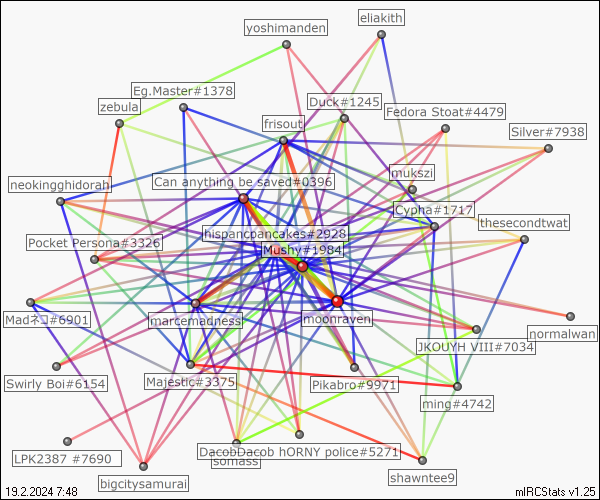 eliakith
yoshimanden
Eg.Master#1378
Duck#1245
zebula
Fedora Stoat#4479
frisout
Silver#7938
mukszi
neokingghidorah
Can anything be saved#0396
Cypha#1717
thesecondtwat
hispancpancakes#2928
Pocket Persona#3326
Mushy#1984
Madネコ#6901
marcemadness
moonraven
normalwan
JKOUYH VIII#7034
Swirly Boi#6154
Majestic#3375
Pikabro#9971
ming#4742
DacobDacob hORNY police#5271
LPK2387 #7690
somass
shawntee9
bigcitysamurai
19.2.2024 7:48
mIRCStats v1.25